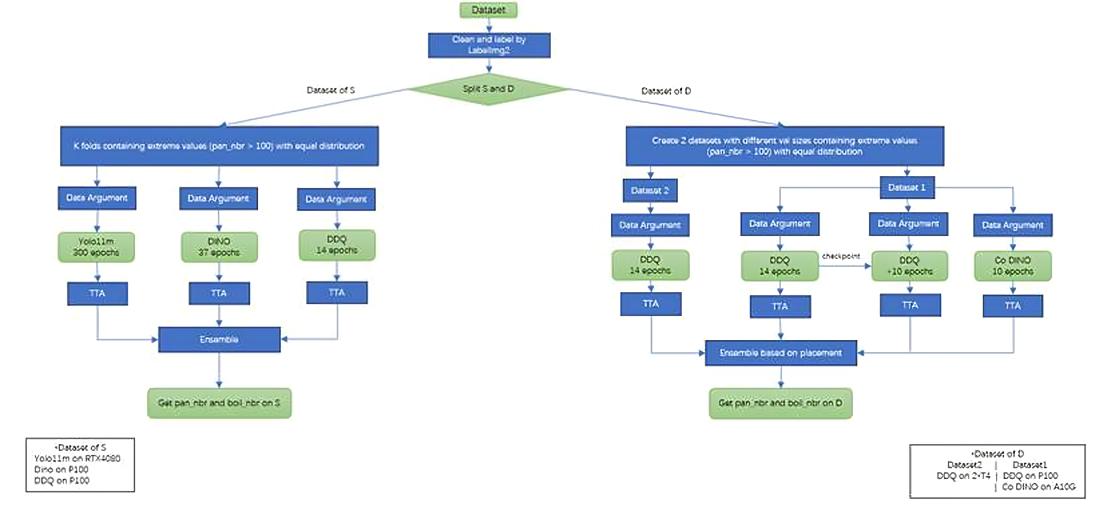 Dataset
Clean and label by
LabelImg2
Split S and D
Dataset of S
Dataset of D
K folds containing extreme values (pan_nbr > 100) with equal distribution
Data Argument
Data Argument
Data Argument
Yolo11m
300 epochs
DINO
37 epochs
DDQ
14 epochs
TTA
TTA
TTA
Ensemble
Get pan_nbr and boil_nbr on S
Create 2 datasets with different val sizes containing extreme values
(pan_nbr > 100) with equal distribution
Dataset 2
Dataset 1
Data Argument
Data Argument
Data Argument
Data Argument
DDQ
14 epochs
DDQ
14 epochs
checkpoint
DDQ
+10 epochs
Co DINO
10 epochs
TTA
TTA
TTA
TTA
Ensemble based on placement
Get pan_nbr and boil_nbr on D
*Dataset of S
Yolo11m on RTX4080
Dino on P100
DDQ on P100
*Dataset of D
Dataset2 | Dataset1
DDQ on 2*T4 | DDQ on P100
| Co DINO on A10G